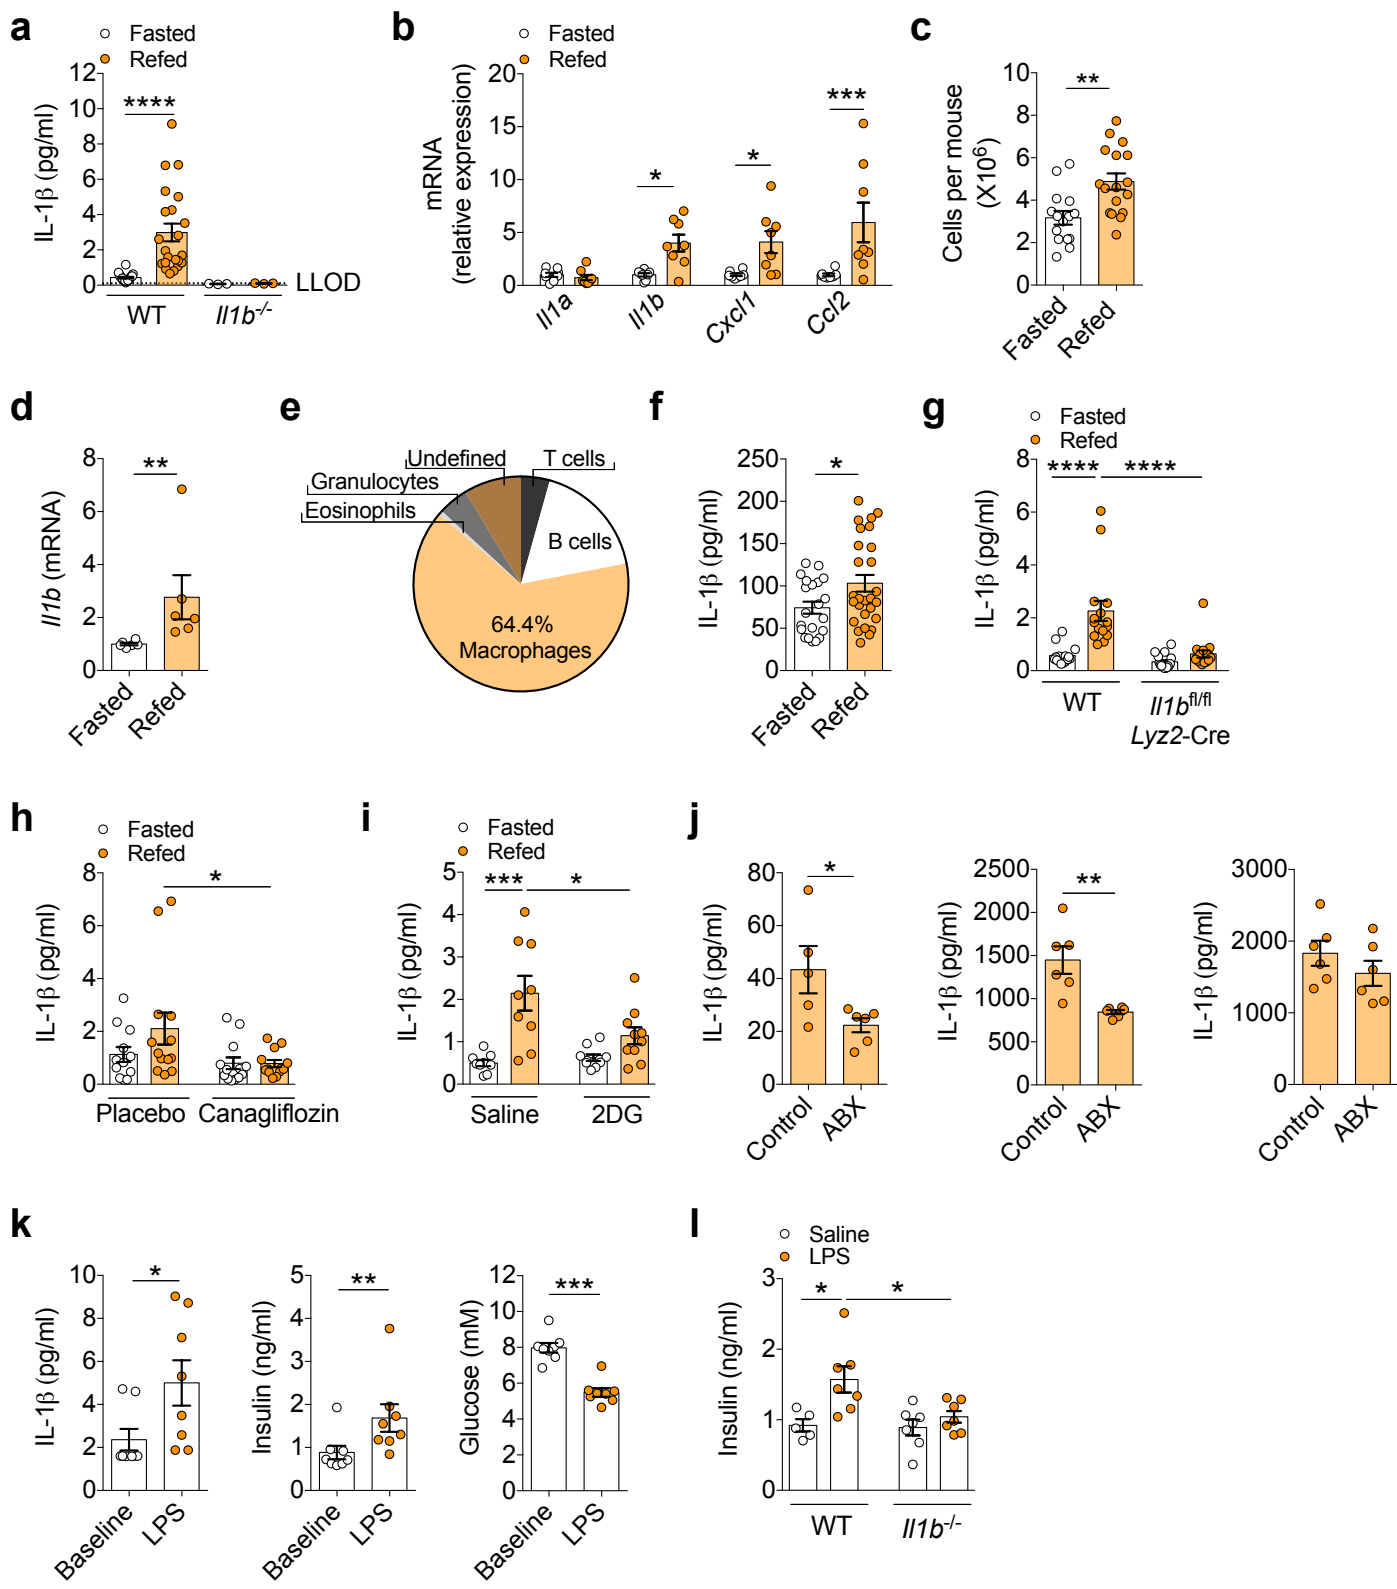 a
Fasted
Refed
IL-1β (pg/ml)
12
10
8
6
4
2
0
****
LLOD
WT
Il1b-/-
b
Fasted
Refed
mRNA
(relative expression)
20
15
10
5
0
*
*
***
Il1a
Il1b
Cxcl1
Ccl2
c
Cells per mouse
(X10⁶)
10
8
6
4
2
0
**
Fasted
Refed
d
Il1b (mRNA)
8
6
4
2
0
**
Fasted
Refed
e
Undefined
T cells
Granulocytes
Eosinophils
B cells
64.4%
Macrophages
f
IL-1β (pg/ml)
250
200
150
100
50
0
*
Fasted
Refed
g
Fasted
Refed
IL-1β (pg/ml)
8
6
4
2
0
****
****
WT
Il1bfl/fl
Lyz2-Cre
h
Fasted
Refed
IL-1β (pg/ml)
8
6
4
2
0
*
Placebo
Canagliflozin
i
Fasted
Refed
IL-1β (pg/ml)
5
4
3
2
1
0
***
*
Saline
2DG
j
IL-1β (pg/ml)
80
60
40
20
0
*
Control
ABX
IL-1β (pg/ml)
2500
2000
1500
1000
500
0
**
Control
ABX
IL-1β (pg/ml)
3000
2000
1000
0
Control
ABX
k
IL-1β (pg/ml)
10
8
6
4
2
0
*
Baseline
LPS
Insulin (ng/ml)
5
4
3
2
1
0
**
Baseline
LPS
Glucose (mM)
12
10
8
6
4
2
0
***
Baseline
LPS
l
Saline
LPS
Insulin (ng/ml)
3
2
1
0
*
*
WT
Il1b-/-